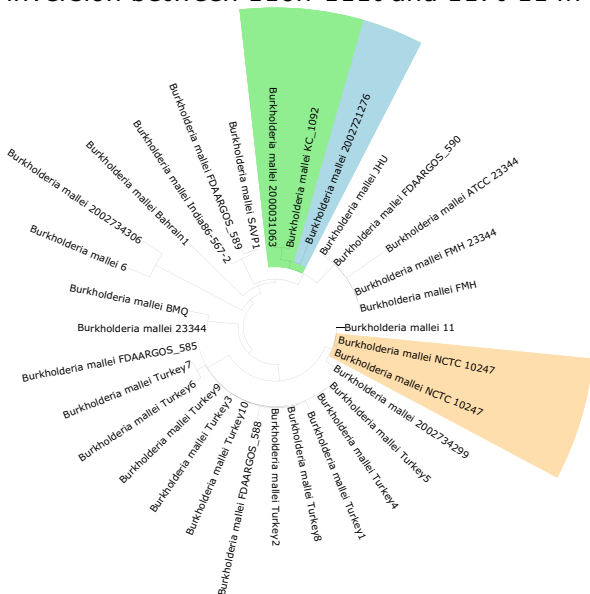 Burkholderia mallei 2000031063
Burkholderia mallei KC_1092
Burkholderia mallei 2002721276
Burkholderia mallei JHU
Burkholderia mallei FDAARGOS_590
Burkholderia mallei ATCC 23344
Burkholderia mallei FMH 23344
Burkholderia mallei FMH
Burkholderia mallei 11
Burkholderia mallei NCTC 10247
Burkholderia mallei NCTC 10247
Burkholderia mallei 2002734299
Burkholderia mallei Turkey5
Burkholderia mallei Turkey4
Burkholderia mallei Turkey1
Burkholderia mallei Turkey8
Burkholderia mallei Turkey2
Burkholderia mallei FDAARGOS_588
Burkholderia mallei Turkey10
Burkholderia mallei Turkey3
Burkholderia mallei Turkey9
Burkholderia mallei Turkey6
Burkholderia mallei Turkey7
Burkholderia mallei FDAARGOS_585
Burkholderia mallei 23344
Burkholderia mallei BMQ
Burkholderia mallei 6
Burkholderia mallei 2002734306
Burkholderia mallei Bahrain1
Burkholderia mallei India86-567-2
Burkholderia mallei FDAARGOS_589
Burkholderia mallei SAVP1